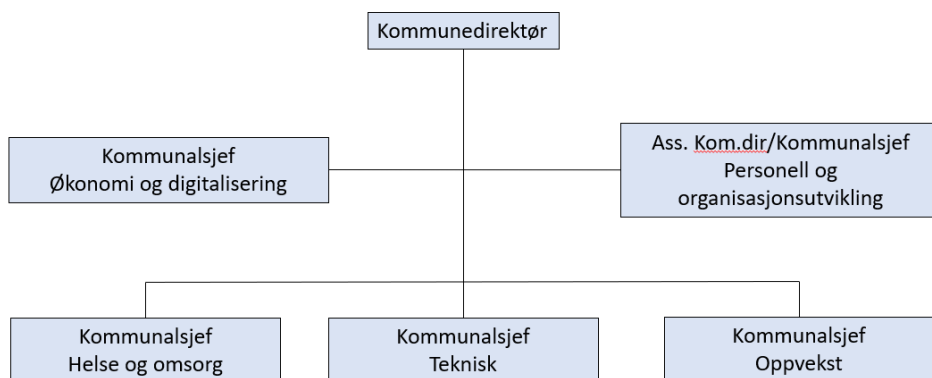 Kommunedirektør
Kommunalsjef
Økonomi og digitalisering
Ass. Kom.dir/Kommunalsjef
Personell og
organisasjonsutvikling
Kommunalsjef
Helse og omsorg
Kommunalsjef
Teknisk
Kommunalsjef
Oppvekst